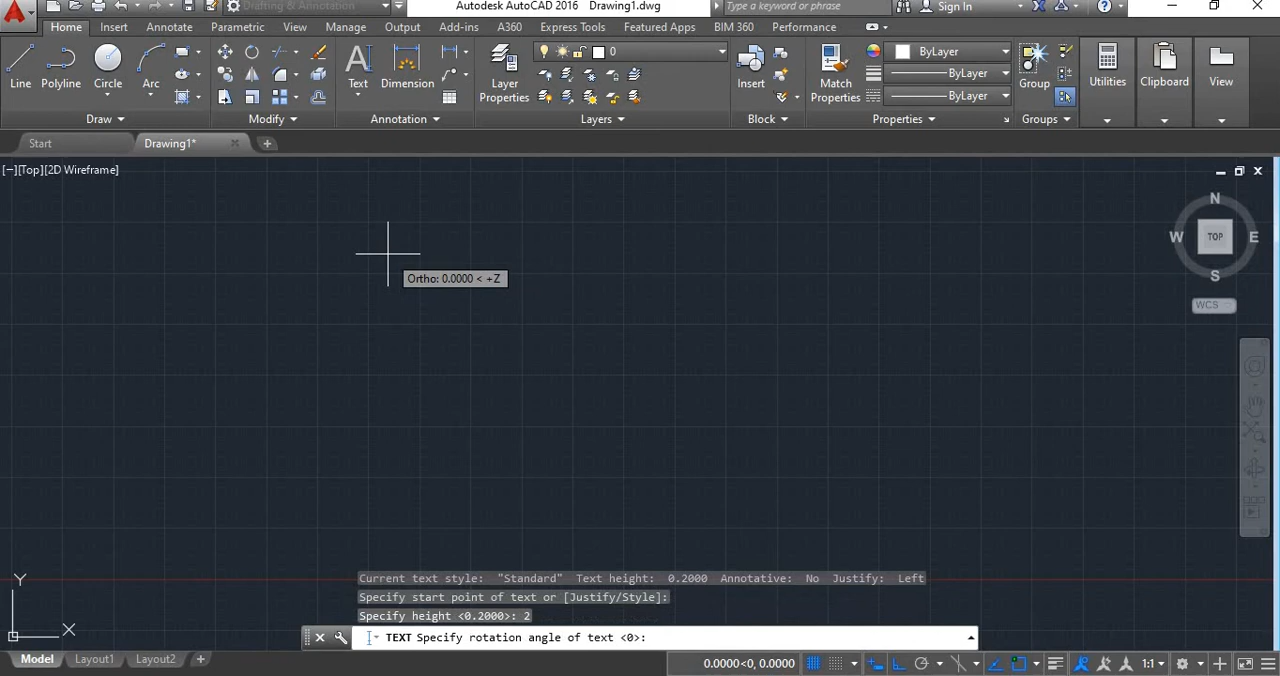 Drafting & Annotation
Autodesk AutoCAD 2016 Drawing1.dwg
Type a keyword or phrase
Sign In
Home Insert Annotate Parametric View Manage Output Add-ins A360 Express Tools Featured Apps BIM 360 Performance
0
ByLayer
ByLayer
ByLayer
Line Polyline Circle Arc
Text Dimension
Layer Properties
Insert
Match Properties
Group Utilities Clipboard View
Draw Modify Annotation Layers Block Properties Groups
Start Drawing1*
[−][Top][2D Wireframe]
N
W TOP E
S
WCS
Ortho: 0.0000 < +Z
Y
X
Current text style: "Standard" Text height: 0.2000 Annotative: No Justify: Left
Specify start point of text or [Justify/Style]:
Specify height <0.2000>: 2
TEXT Specify rotation angle of text <0>:
Model Layout1 Layout2
0.0000<0, 0.0000
1:1